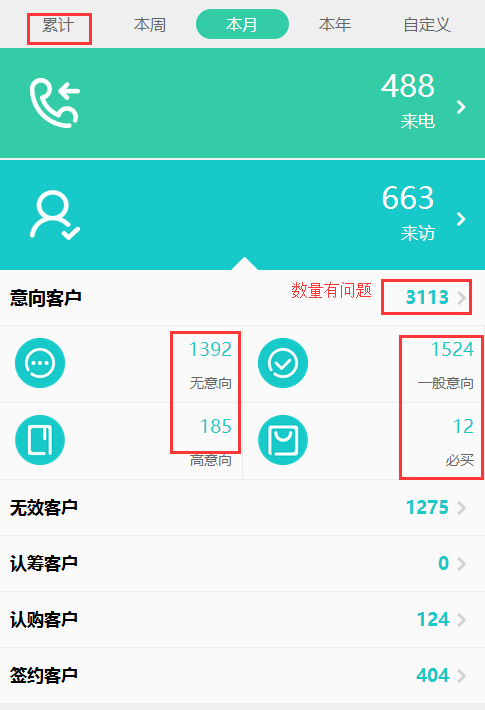 累计 本周 本月 本年 自定义
488
来电
663
来访
意向客户 数量有问题 3113
1392 1524
无意向 一般意向
185 12
高意向 必买
无效客户 1275
认筹客户 0
认购客户 124
签约客户 404